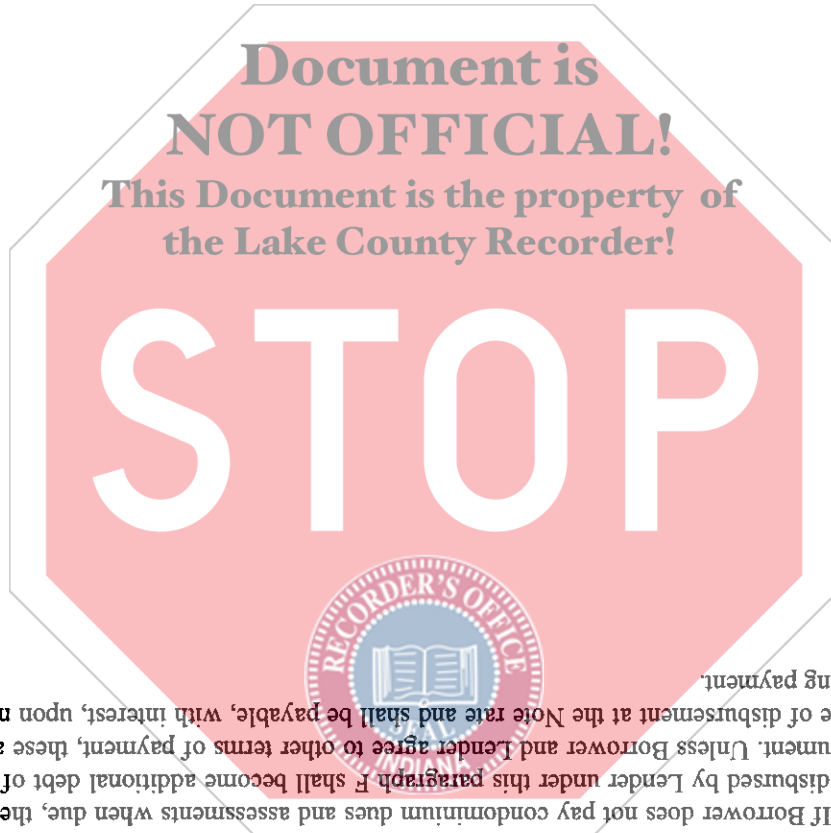 Document is
NOT OFFICIAL!
This Document is the property of
the Lake County Recorder!
STOP
RECORDER'S OFFICE
SEAL
INDIANA
If Borrower does not pay condominium dues and assessments when due, the
disbursed by Lender under this paragraph F shall become additional debt of
ument. Unless Borrower and Lender agree to other terms of payment, these
e of disbursement at the Note rate and shall be payable, with interest, upon
ng payment.